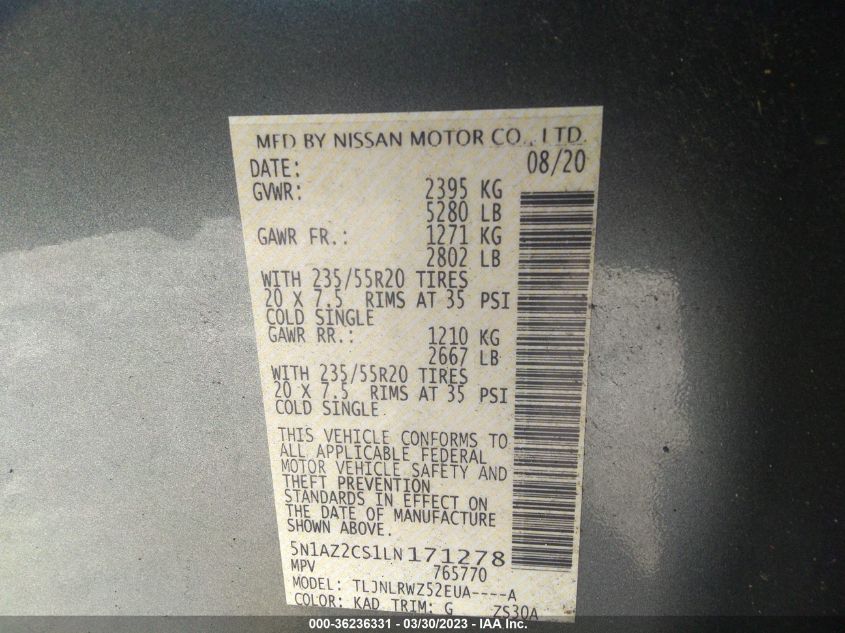 MFD BY NISSAN MOTOR CO., LTD.
DATE: 08/20
GVWR: 2395 KG
5280 LB
GAWR FR.: 1271 KG
2802 LB
WITH 235/55R20 TIRES
20 X 7.5 RIMS AT 35 PSI
COLD SINGLE
GAWR RR.: 1210 KG
2667 LB
WITH 235/55R20 TIRES
20 X 7.5 RIMS AT 35 PSI
COLD SINGLE
THIS VEHICLE CONFORMS TO
ALL APPLICABLE FEDERAL
MOTOR VEHICLE SAFETY AND
THEFT PREVENTION
STANDARDS IN EFFECT ON
THE DATE OF MANUFACTURE
SHOWN ABOVE.
5N1AZ2CS1LN171278
MPV 765770
MODEL: TLJNLRWZ52EUA----A
COLOR: KAD TRIM: G ZS30A
000-36236331 - 03/30/2023 - IAA Inc.